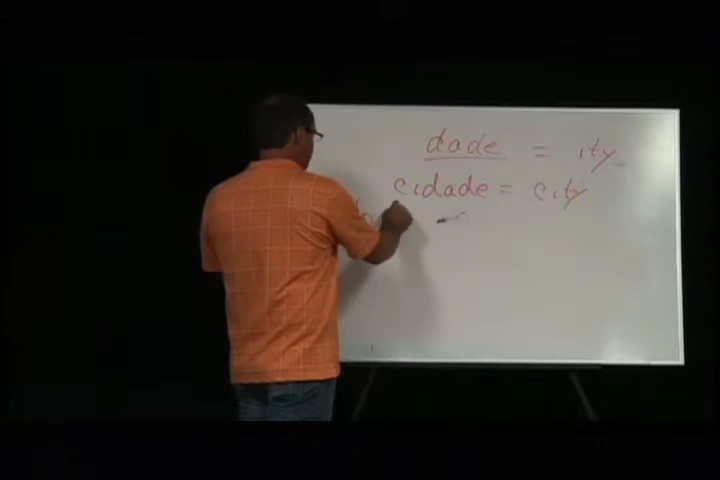 dade = ity
cidade = city